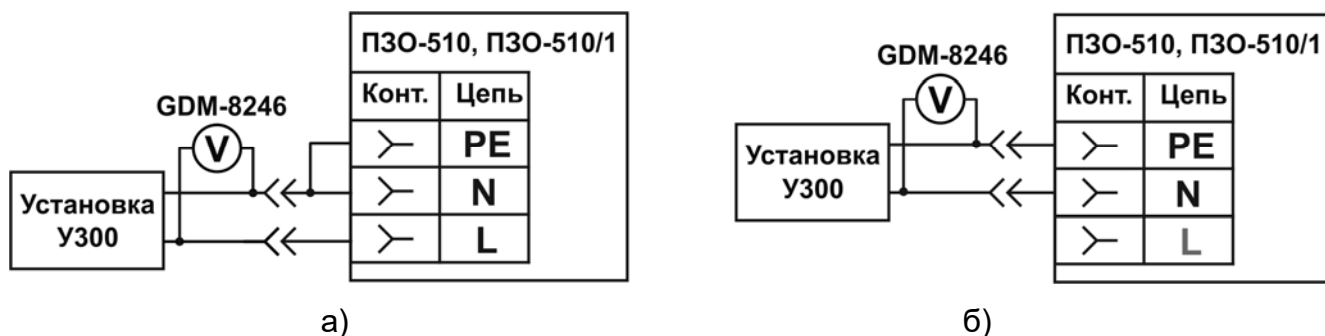 ПЗО-510, ПЗО-510/1
GDM-8246
V
Конт. Цепь
PE
N
L
Установка
У300
а)
ПЗО-510, ПЗО-510/1
GDM-8246
V
Конт. Цепь
PE
N
L
Установка
У300
б)